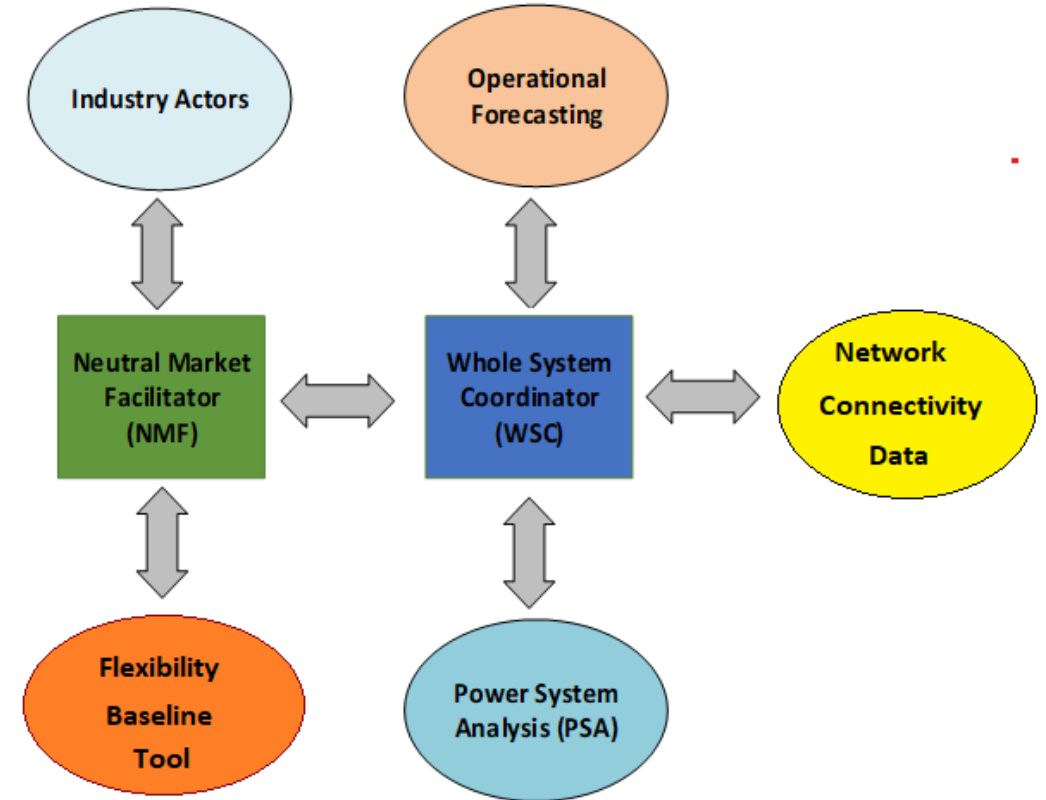 Industry Actors
Operational
Forecasting
Neutral Market
Facilitator
(NMF)
Whole System
Coordinator
(WSC)
Network
Connectivity
Data
Flexibility
Baseline
Tool
Power System
Analysis (PSA)